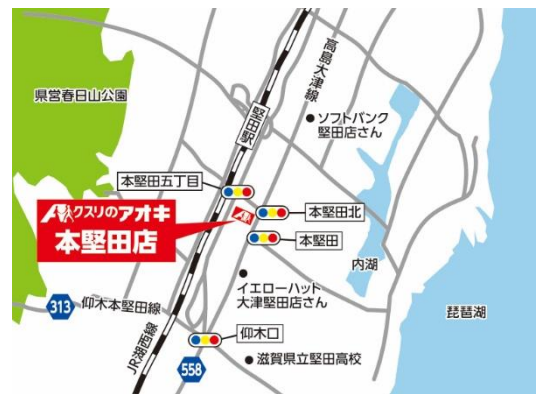 県営春日山公園
高島大津線
ソフトバンク
堅田店さん
堅田駅
本堅田五丁目
クスリのアオキ
本堅田店
本堅田北
本堅田
内湖
イエローハット
大津堅田店さん
琵琶湖
313
仰木本堅田線
JR湖西線
仰木口
558
滋賀県立堅田高校